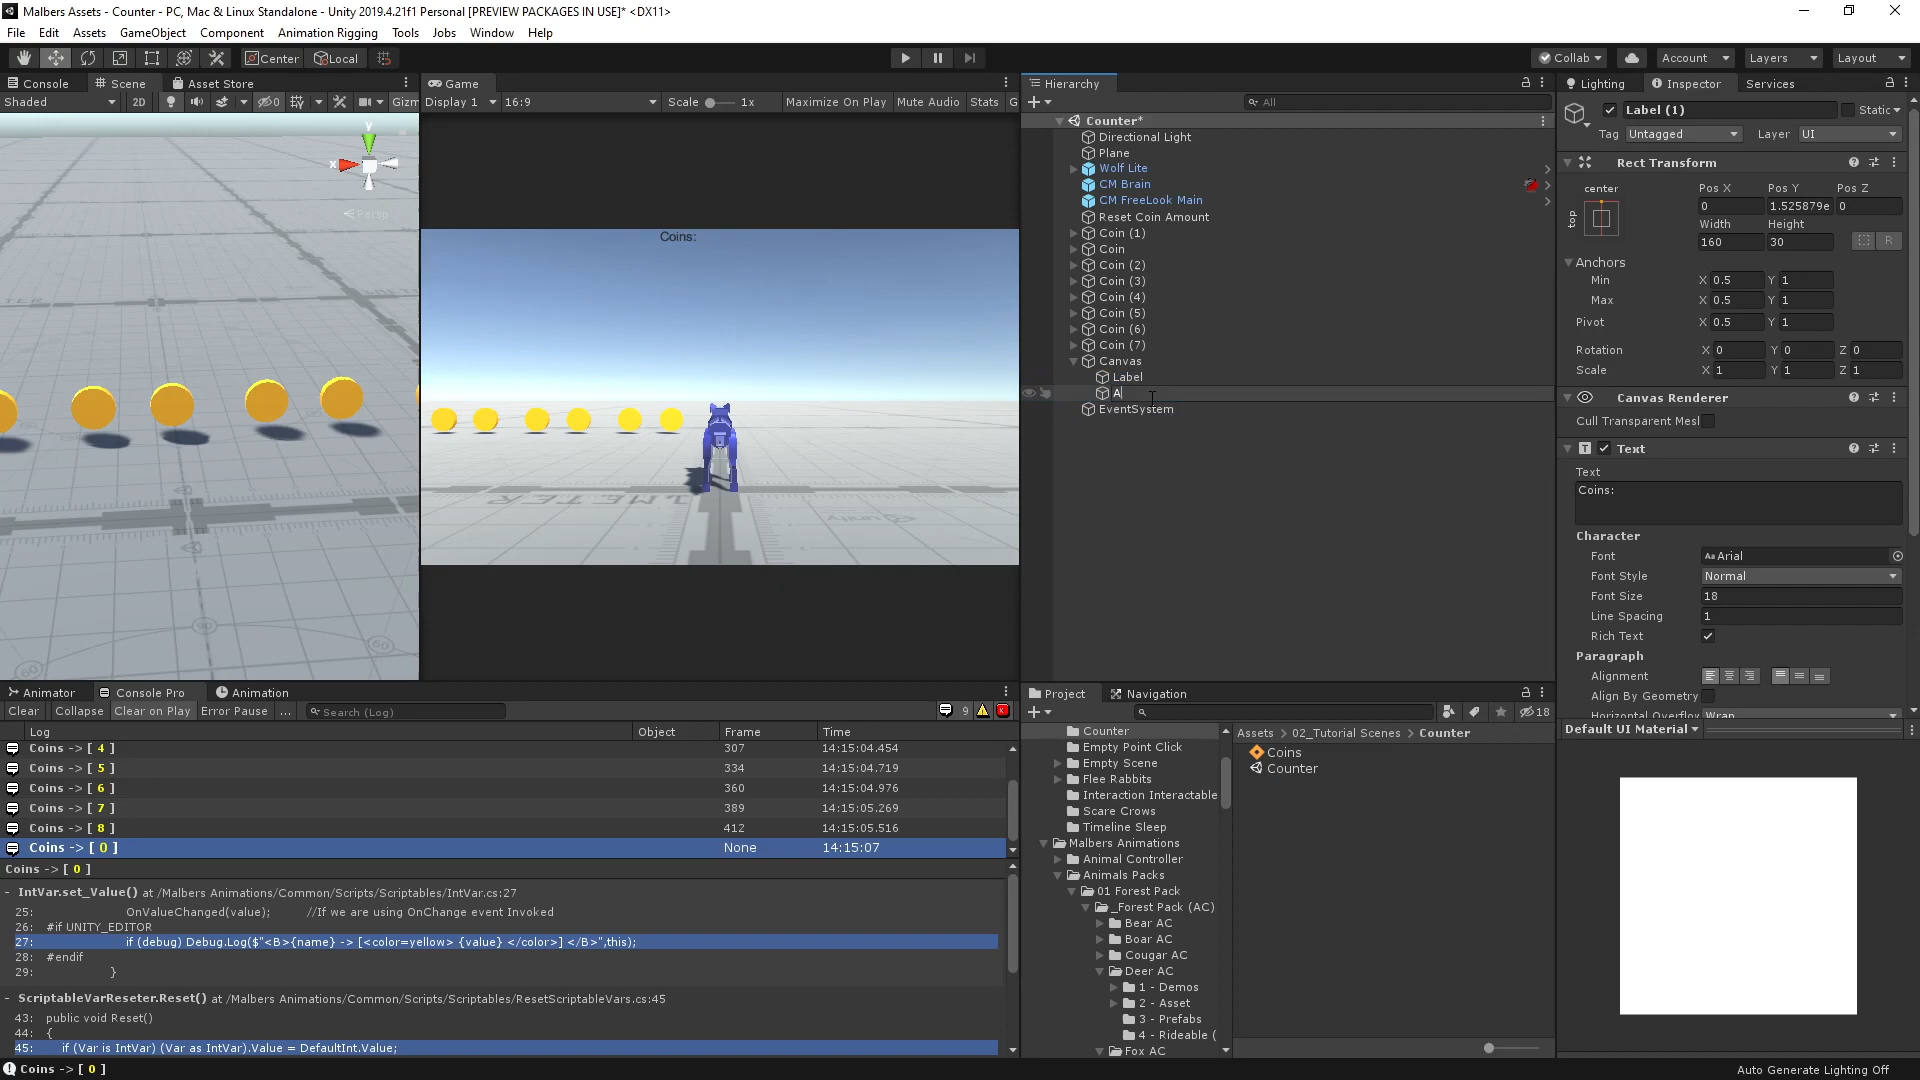 Malbers Assets - Counter - PC, Mac & Linux Standalone - Unity 2019.4.21f1 Personal [PREVIEW PACKAGES IN USE]* <DX11>
File Edit Assets GameObject Component Animation Rigging Tools Jobs Window Help
Center Local Collab Account Layers Layout
Console Scene Asset Store
Shaded 2D 0 Gizm
Game
Display 1 16:9 Scale 1x Maximize On Play Mute Audio Stats G
y
x
Persp
Coins:
1METER
unity
60
60
Hierarchy
All
Counter*
Directional Light
Plane
Wolf Lite
CM Brain
CM FreeLook Main
Reset Coin Amount
Coin (1)
Coin
Coin (2)
Coin (3)
Coin (4)
Coin (5)
Coin (6)
Coin (7)
Canvas
Label
A
EventSystem
Lighting Inspector Services
Label (1) Static
Tag Untagged Layer UI
Rect Transform
center Pos X Pos Y Pos Z
top 0 1.525879e 0
Width Height
160 30 R
Anchors
Min X 0.5 Y 1
Max X 0.5 Y 1
Pivot X 0.5 Y 1
Rotation X 0 Y 0 Z 0
Scale X 1 Y 1 Z 1
Canvas Renderer
Cull Transparent Mesl
Text
Text
Coins:
Character
Font Aa Arial
Font Style Normal
Font Size 18
Line Spacing 1
Rich Text
Paragraph
Alignment
Align By Geometry
Horizontal Overflow Wrap
Default UI Material
Animator Console Pro Animation
Clear Collapse Clear on Play Error Pause ... Search (Log) 9
Log Object Frame Time
Coins -> [ 4 ] 307 14:15:04.454
Coins -> [ 5 ] 334 14:15:04.719
Coins -> [ 6 ] 360 14:15:04.976
Coins -> [ 7 ] 389 14:15:05.269
Coins -> [ 8 ] 412 14:15:05.516
Coins -> [ 0 ] None 14:15:07
Coins -> [ 0 ]
- IntVar.set_Value() at /Malbers Animations/Common/Scripts/Scriptables/IntVar.cs:27
25: OnValueChanged(value); //If we are using OnChange event Invoked
26: #if UNITY_EDITOR
27: if (debug) Debug.Log($"<B>{name} -> [<color=yellow> {value} </color>] </B>",this);
28: #endif
29: }
- ScriptableVarReseter.Reset() at /Malbers Animations/Common/Scripts/Scriptables/ResetScriptableVars.cs:45
43: public void Reset()
44: {
45: if (Var is IntVar) (Var as IntVar).Value = DefaultInt.Value;
Coins -> [ 0 ]
Project Navigation
18
Counter
Empty Point Click
Empty Scene
Flee Rabbits
Interaction Interactable
Scare Crows
Timeline Sleep
Malbers Animations
Animal Controller
Animals Packs
01 Forest Pack
_Forest Pack (AC)
Bear AC
Boar AC
Cougar AC
Deer AC
1 - Demos
2 - Asset
3 - Prefabs
4 - Rideable (
Fox AC
Assets > 02_Tutorial Scenes > Counter
Coins
Counter
Auto Generate Lighting Off